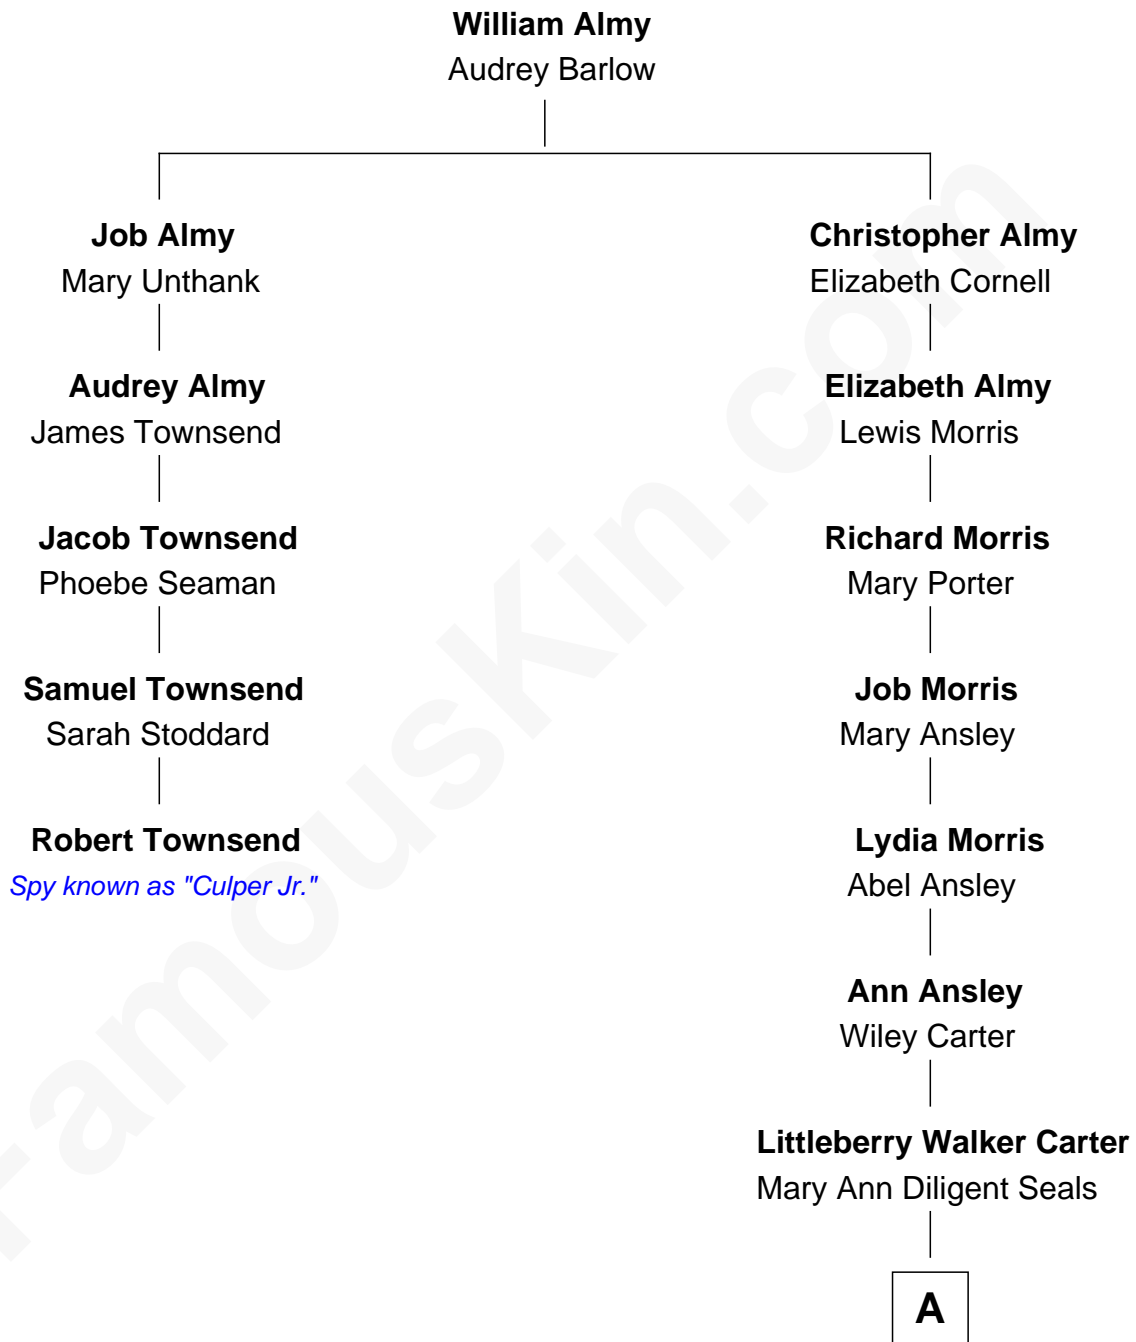 William Almy
Audrey Barlow
Job Almy
Mary Unthank
Audrey Almy
James Townsend
Jacob Townsend
Phoebe Seaman
Samuel Townsend
Sarah Stoddard
Robert Townsend
Spy known as "Culper Jr."
Christopher Almy
Elizabeth Cornell
Elizabeth Almy
Lewis Morris
Richard Morris
Mary Porter
Job Morris
Mary Ansley
Lydia Morris
Abel Ansley
Ann Ansley
Wiley Carter
Littleberry Walker Carter
Mary Ann Diligent Seals
A
FamousKin.com